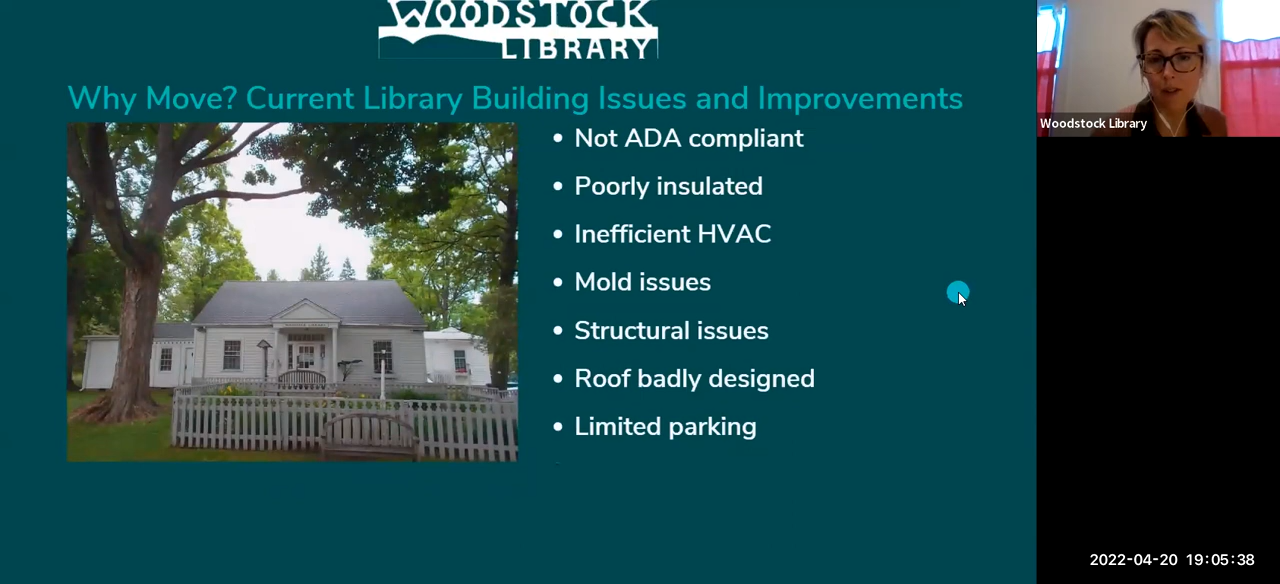 WOODSTOCK
LIBRARY
Why Move? Current Library Building Issues and Improvements
• Not ADA compliant
• Poorly insulated
• Inefficient HVAC
• Mold issues
• Structural issues
• Roof badly designed
• Limited parking
Woodstock Library
2022-04-20 19:05:38